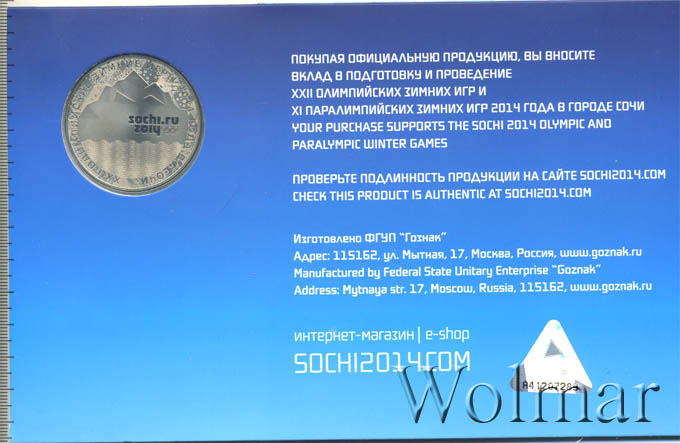 sochi.ru
2014
ПОКУПАЯ ОФИЦИАЛЬНУЮ ПРОДУКЦИЮ, ВЫ ВНОСИТЕ
ВКЛАД В ПОДГОТОВКУ И ПРОВЕДЕНИЕ
XXII ОЛИМПИЙСКИХ ЗИМНИХ ИГР И
XI ПАРАЛИМПИЙСКИХ ЗИМНИХ ИГР 2014 ГОДА В ГОРОДЕ СОЧИ
YOUR PURCHASE SUPPORTS THE SOCHI 2014 OLYMPIC AND
PARALYMPIC WINTER GAMES
ПРОВЕРЬТЕ ПОДЛИННОСТЬ ПРОДУКЦИИ НА САЙТЕ SOCHI2014.COM
CHECK THIS PRODUCT IS AUTHENTIC AT SOCHI2014.COM
Изготовлено ФГУП "Гознак"
Адрес: 115162, ул. Мытная, 17, Москва, Россия, www.goznak.ru
Manufactured by Federal State Unitary Enterprise "Goznak"
Address: Mytnaya str. 17, Moscow, Russia, 115162, www.goznak.ru
интернет-магазин | e-shop
SOCHI2014.COM
Wolmar